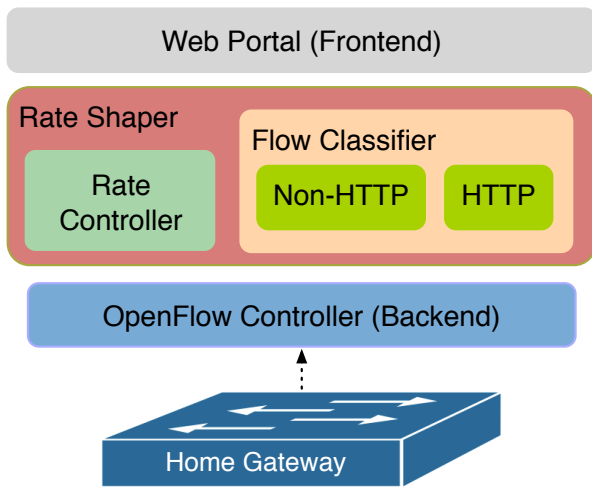 Web Portal (Frontend)
Rate Shaper
Flow Classifier
Rate
Controller
Non-HTTP
HTTP
OpenFlow Controller (Backend)
Home Gateway